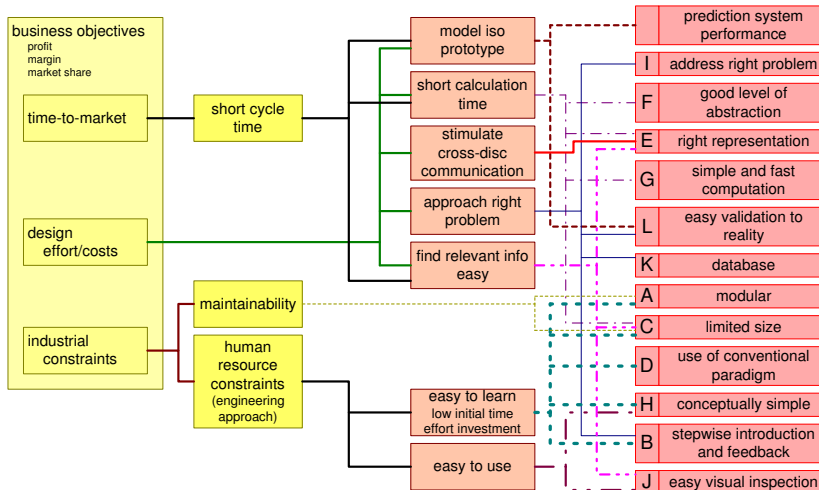 business objectives
profit
margin
market share
time-to-market
design
effort/costs
industrial
constraints
short cycle
time
maintainability
human
resource
constraints
(engineering
approach)
model iso
prototype
short calculation
time
stimulate
cross-disc
communication
approach right
problem
find relevant info
easy
easy to learn
low initial time
effort investment
easy to use
prediction system
performance
I address right problem
F good level of
abstraction
E right representation
G simple and fast
computation
L easy validation to
reality
K database
A modular
C limited size
D use of conventional
paradigm
H conceptually simple
B stepwise introduction
and feedback
J easy visual inspection